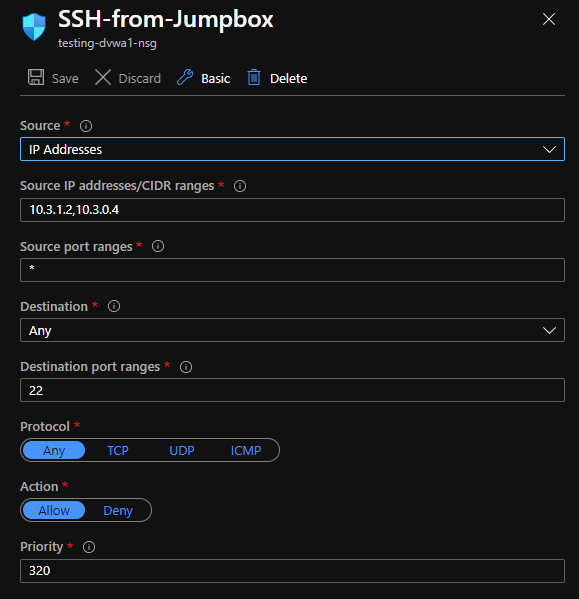 SSH-from-Jumpbox
testing-dvwa1-nsg
Save Discard Basic Delete
Source *
IP Addresses
Source IP addresses/CIDR ranges *
10.3.1.2,10.3.0.4
Source port ranges *
*
Destination *
Any
Destination port ranges *
22
Protocol *
Any TCP UDP ICMP
Action *
Allow Deny
Priority *
320